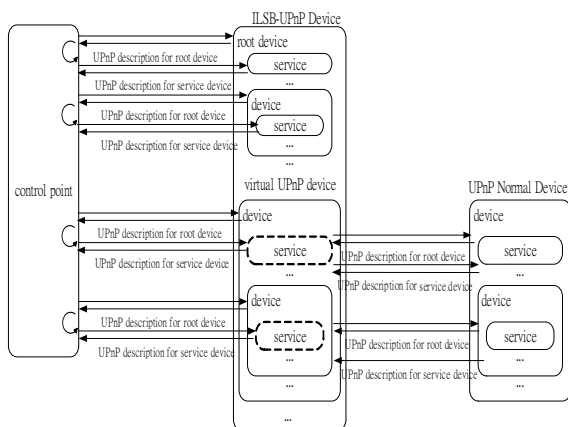 ILSB-UPnP Device
root device
UPnP description for root device
service
...
UPnP description for service device
device
UPnP description for root device
service
UPnP description for service device
...
...
control point
virtual UPnP device
UPnP Normal Device
device
device
UPnP description for root device
service
service
UPnP description for root device
UPnP description for service device
...
...
UPnP description for service device
device
device
UPnP description for root device
service
service
UPnP description for root device
UPnP description for service device
...
...
UPnP description for service device
...
...
...